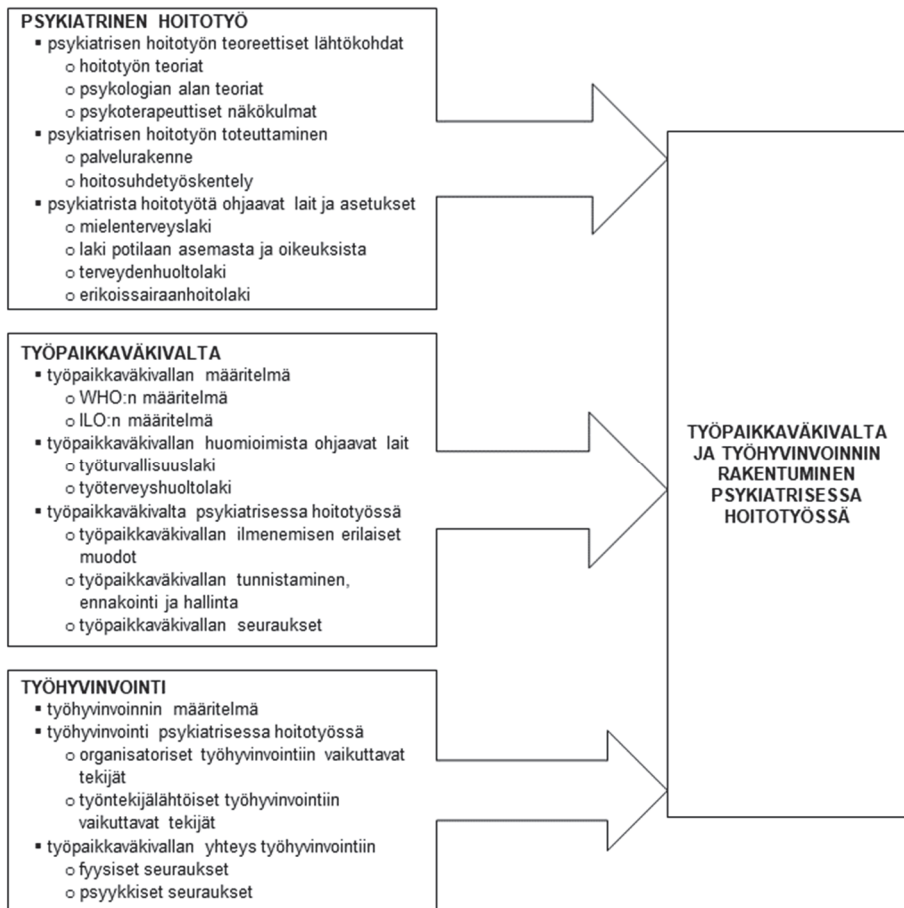 PSYKIATRINEN HOITOTYÖ
▪ psykiatrisen hoitotyön teoreettiset lähtökohdat
o hoitotyön teoriat
o psykologian alan teoriat
o psykoterapeuttiset näkökulmat
▪ psykiatrisen hoitotyön toteuttaminen
o palvelurakenne
o hoitosuhdetyöskentely
▪ psykiatrista hoitotyötä ohjaavat lait ja asetukset
o mielenterveyslaki
o laki potilaan asemasta ja oikeuksista
o terveydenhuoltolaki
o erikoissairaanhoitolaki
TYÖPAIKKAVÄKIVALTA
▪ työpaikkaväkivallan määritelmä
o WHO:n määritelmä
o ILO:n määritelmä
▪ työpaikkaväkivallan huomioimista ohjaavat lait
o työturvallisuuslaki
o työterveyshuoltolaki
▪ työpaikkaväkivalta psykiatrisessa hoitotyössä
o työpaikkaväkivallan ilmenemisen erilaiset
muodot
o työpaikkaväkivallan tunnistaminen,
ennakointi ja hallinta
o työpaikkaväkivallan seuraukset
TYÖHYVINVOINTI
▪ työhyvinvoinnin määritelmä
▪ työhyvinvointi psykiatrisessa hoitotyössä
o organisatoriset työhyvinvointiin vaikuttavat
tekijät
o työntekijälähtöiset työhyvinvointiin
vaikuttavat tekijät
▪ työpaikkaväkivallan yhteys työhyvinvointiin
o fyysiset seuraukset
o psyykkiset seuraukset
TYÖPAIKKAVÄKIVALTA
JA TYÖHYVINVOINNIN
RAKENTUMINEN
PSYKIATRISESSA
HOITOTYÖSSÄ